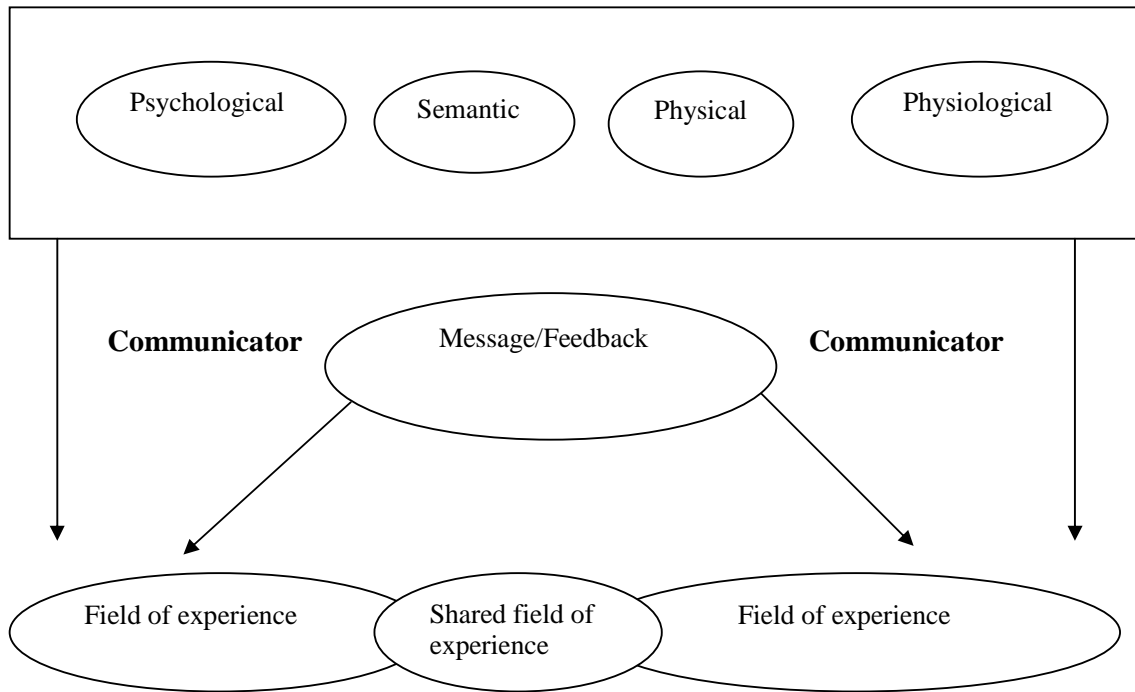 Psychological
Semantic
Physical
Physiological
Communicator
Message/Feedback
Communicator
Field of experience
Shared field of
experience
Field of experience